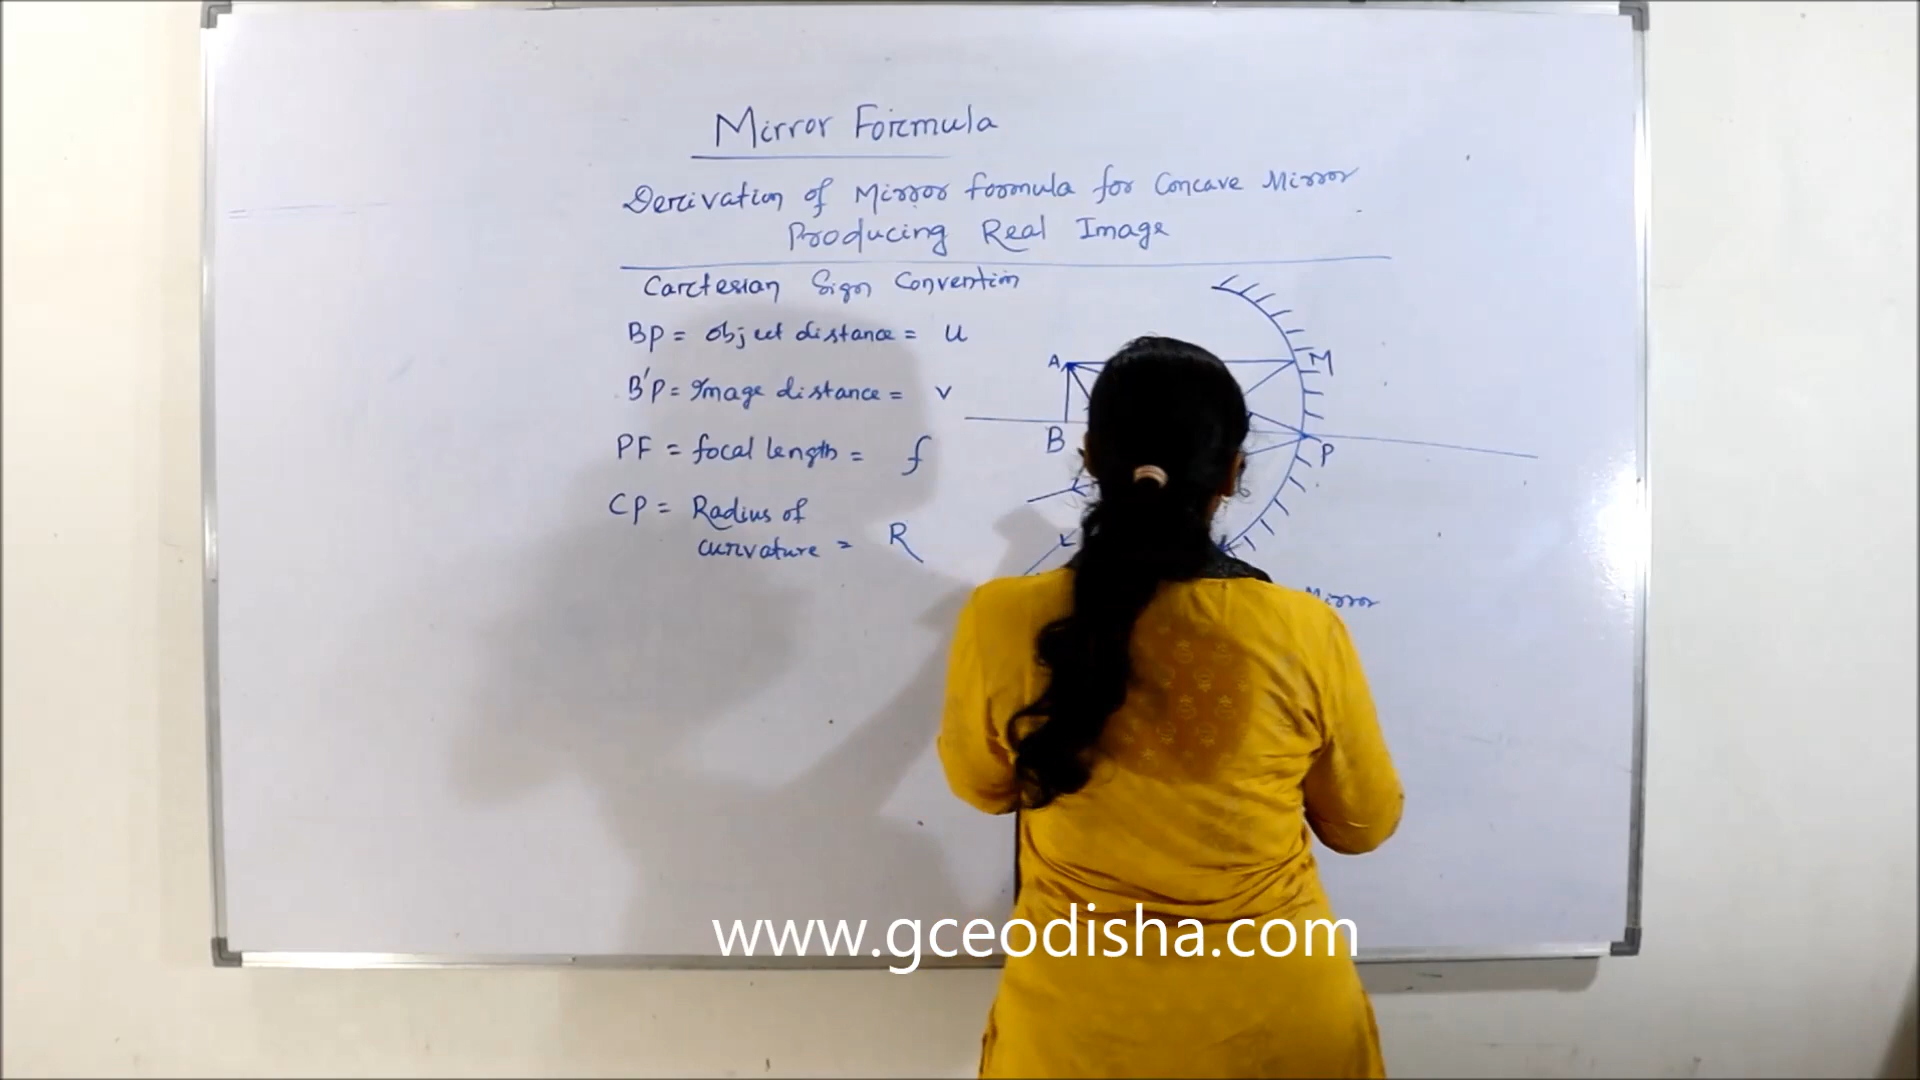 Mirror Formula
Derivation of Mirror formula for Concave Mirror
Producing Real Image
Cartesian Sign Convention
BP = object distance = u
B'P = Image distance = v
PF = focal length = f
CP = Radius of
curvature = R
A
M
B
P
Mirror
www.gceodisha.com